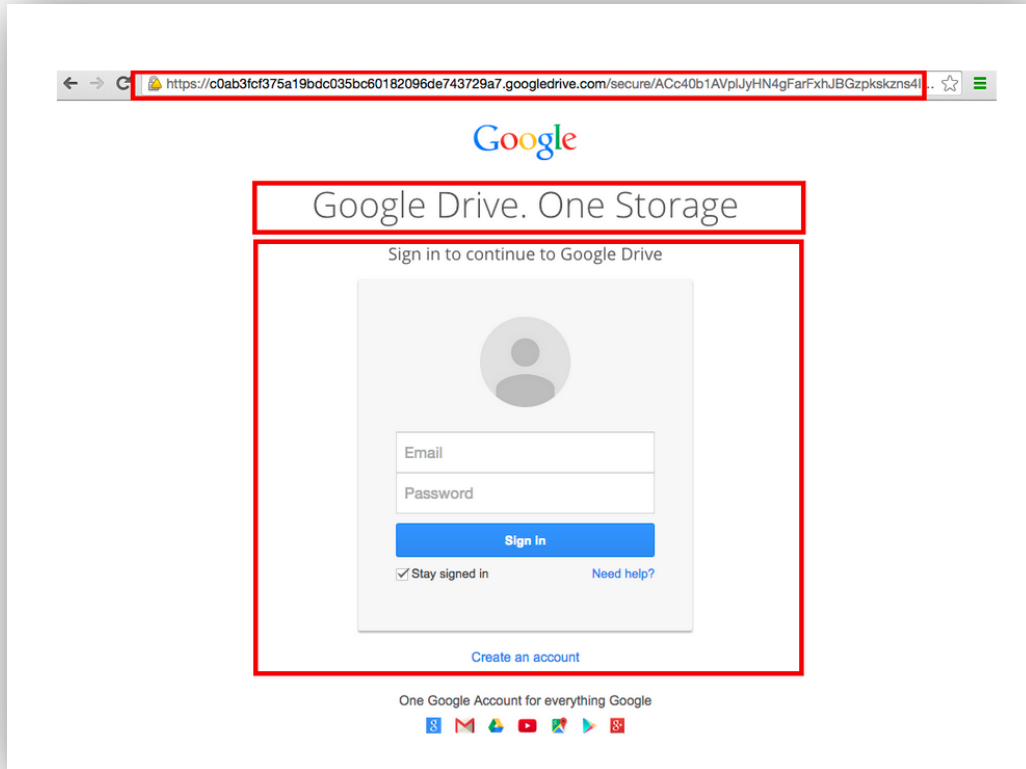 https://c0ab3fcf375a19bdc035bc60182096de743729a7.googledrive.com/secure/ACc40b1AVplJyHN4gFarFxhJBGzpkskzns4I...
Google
Google Drive. One Storage
Sign in to continue to Google Drive
Email
Password
Sign in
Stay signed in Need help?
Create an account
One Google Account for everything Google